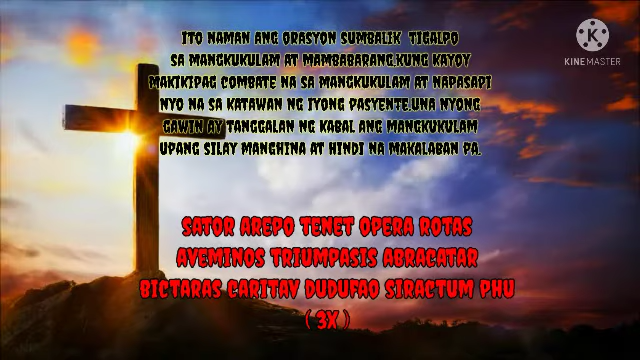 ITO NAMAN ANG ORASYON SUMBALIK TIGALPO
SA MANGKUKULAM AT MAMBABARANG.KUNG KAYOY
MAKIKIPAG COMBATE NA SA MANGKUKULAM AT NAPASAPI
NYO NA SA KATAWAN NG IYONG PASYENTE.UNA NYONG
GAWIN AY TANGGALAN NG KABAL ANG MANGKUKULAM
UPANG SILAY MANGHINA AT HINDI NA MAKALABAN PA.
SATOR AREPO TENET OPERA ROTAS
AVEMINOS TRIUMPASIS ABRACATAR
BICTARAS CARITAV DUDUFAO SIRACTUM PHU
( 3X )
KINEMASTER